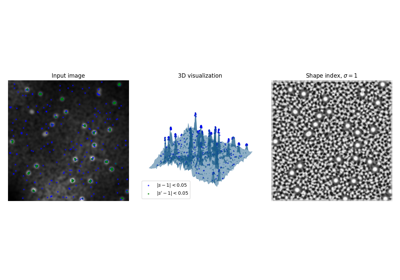 Input image
3D visualization
Shape index, σ = 1
|s − 1| < 0.05
|s' − 1| < 0.05